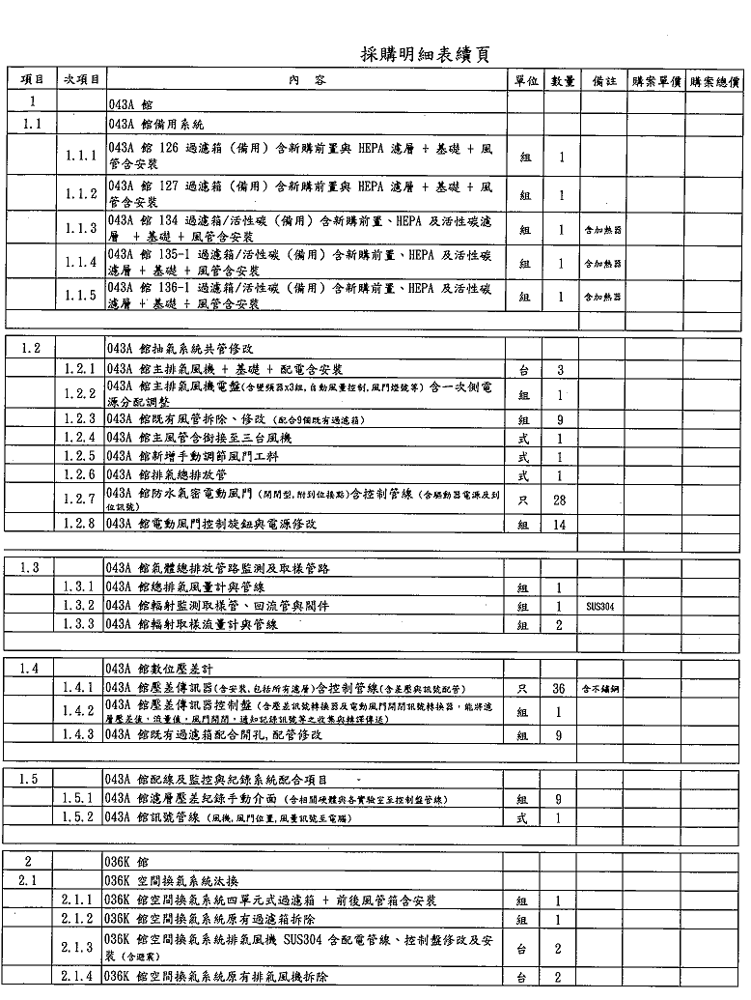 採購明細表續頁
項目 次項目 內 容 單位 數量 備註 購案單價 購案總價
1 043A 館
1.1 043A 館備用系統
1.1.1 043A 館 126 過濾箱 (備用) 含新購前置與 HEPA 濾層 + 基礎 + 風 組 1
管含安裝
1.1.2 043A 館 127 過濾箱 (備用) 含新購前置與 HEPA 濾層 + 基礎 + 風 組 1
管含安裝
1.1.3 043A 館 134 過濾箱/活性碳 (備用) 含新購前置、HEPA 及活性碳濾 組 1 含加熱器
層 + 基礎 + 風管含安裝
1.1.4 043A 館 135-1 過濾箱/活性碳 (備用) 含新購前置、HEPA 及活性碳 組 1 含加熱器
濾層 + 基礎 + 風管含安裝
1.1.5 043A 館 136-1 過濾箱/活性碳 (備用) 含新購前置、HEPA 及活性碳 組 1 含加熱器
濾層 + 基礎 + 風管含安裝
1.2 043A 館抽氣系統共管修改
1.2.1 043A 館主排氣風機 + 基礎 + 配電含安裝 台 3
1.2.2 043A 館主排氣風機電盤(含變頻器x3組,自動風量控制,風門燈號等) 含一次側電 組 1
源分配調整
1.2.3 043A 館既有風管拆除、修改 (配合9個既有過濾箱) 組 9
1.2.4 043A 館主風管含銜接至三台風機 式 1
1.2.5 043A 館新增手動調節風門工料 式 1
1.2.6 043A 館排氣總排放管 式 1
1.2.7 043A 館防水氣密電動風門 (開閉型,附到位接點)含控制管線 (含驅動器電源及到 只 28
位訊號)
1.2.8 043A 館電動風門控制旋鈕與電源修改 組 14
1.3 043A 館氣體總排放管路監測及取樣管路
1.3.1 043A 館總排氣風量計與管線 組 1
1.3.2 043A 館輻射監測取樣管、回流管與閥件 組 1 SUS304
1.3.3 043A 館輻射取樣流量計與管線 組 2
1.4 043A 館數位壓差計
1.4.1 043A 館壓差傳訊器(含安裝,包括所有濾層)含控制管線(含差壓與訊號配管) 只 36 含不鏽鋼
1.4.2 043A 館壓差傳訊器控制盤 (含壓差訊號轉換器及電動風門開閉訊號轉換器,能將濾 組 1
層壓差值,流量值,風門開閉,通知記錄訊號等之收集與轉譯傳送)
1.4.3 043A 館既有過濾箱配合開孔,配管修改 組 9
1.5 043A 館配線及監控與紀錄系統配合項目
1.5.1 043A 館濾層壓差紀錄手動介面 (含相關硬體與各實驗室至控制盤管線) 組 9
1.5.2 043A 館訊號管線 (風機,風門位置,風量訊號至電腦) 式 1
2 036K 館
2.1 036K 空間換氣系統汰換
2.1.1 036K 館空間換氣系統四單元式過濾箱 + 前後風管箱含安裝 組 1
2.1.2 036K 館空間換氣系統原有過濾箱拆除 組 1
2.1.3 036K 館空間換氣系統排氣風機 SUS304 含配電管線、控制盤修改及安 台 2
裝 (含避震)
2.1.4 036K 館空間換氣系統原有排氣風機拆除 台 2